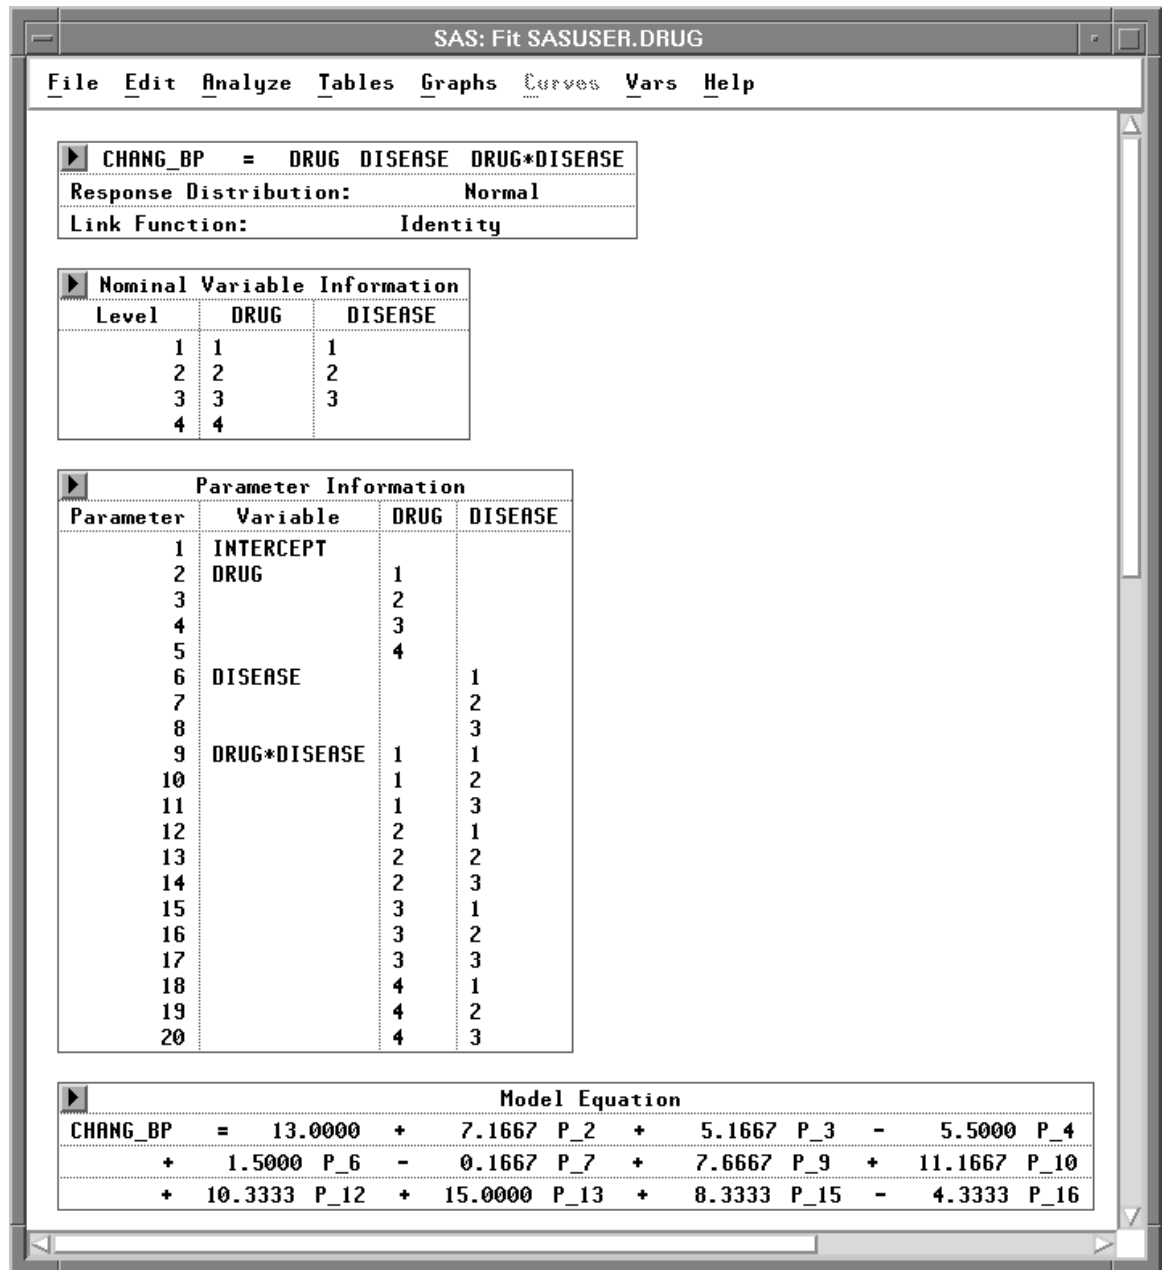 SAS: Fit SASUSER.DRUG
File Edit Analyze Tables Graphs Curves Vars Help
CHANG_BP = DRUG DISEASE DRUG*DISEASE
Response Distribution: Normal
Link Function: Identity
Nominal Variable Information
Level DRUG DISEASE
1 1 1
2 2 2
3 3 3
4 4
Parameter Information
Parameter Variable DRUG DISEASE
1 INTERCEPT
2 DRUG 1
3 2
4 3
5 4
6 DISEASE 1
7 2
8 3
9 DRUG*DISEASE 1 1
10 1 2
11 1 3
12 2 1
13 2 2
14 2 3
15 3 1
16 3 2
17 3 3
18 4 1
19 4 2
20 4 3
Model Equation
CHANG_BP = 13.0000 + 7.1667 P_2 + 5.1667 P_3 - 5.5000 P_4
+ 1.5000 P_6 - 0.1667 P_7 + 7.6667 P_9 + 11.1667 P_10
+ 10.3333 P_12 + 15.0000 P_13 + 8.3333 P_15 - 4.3333 P_16